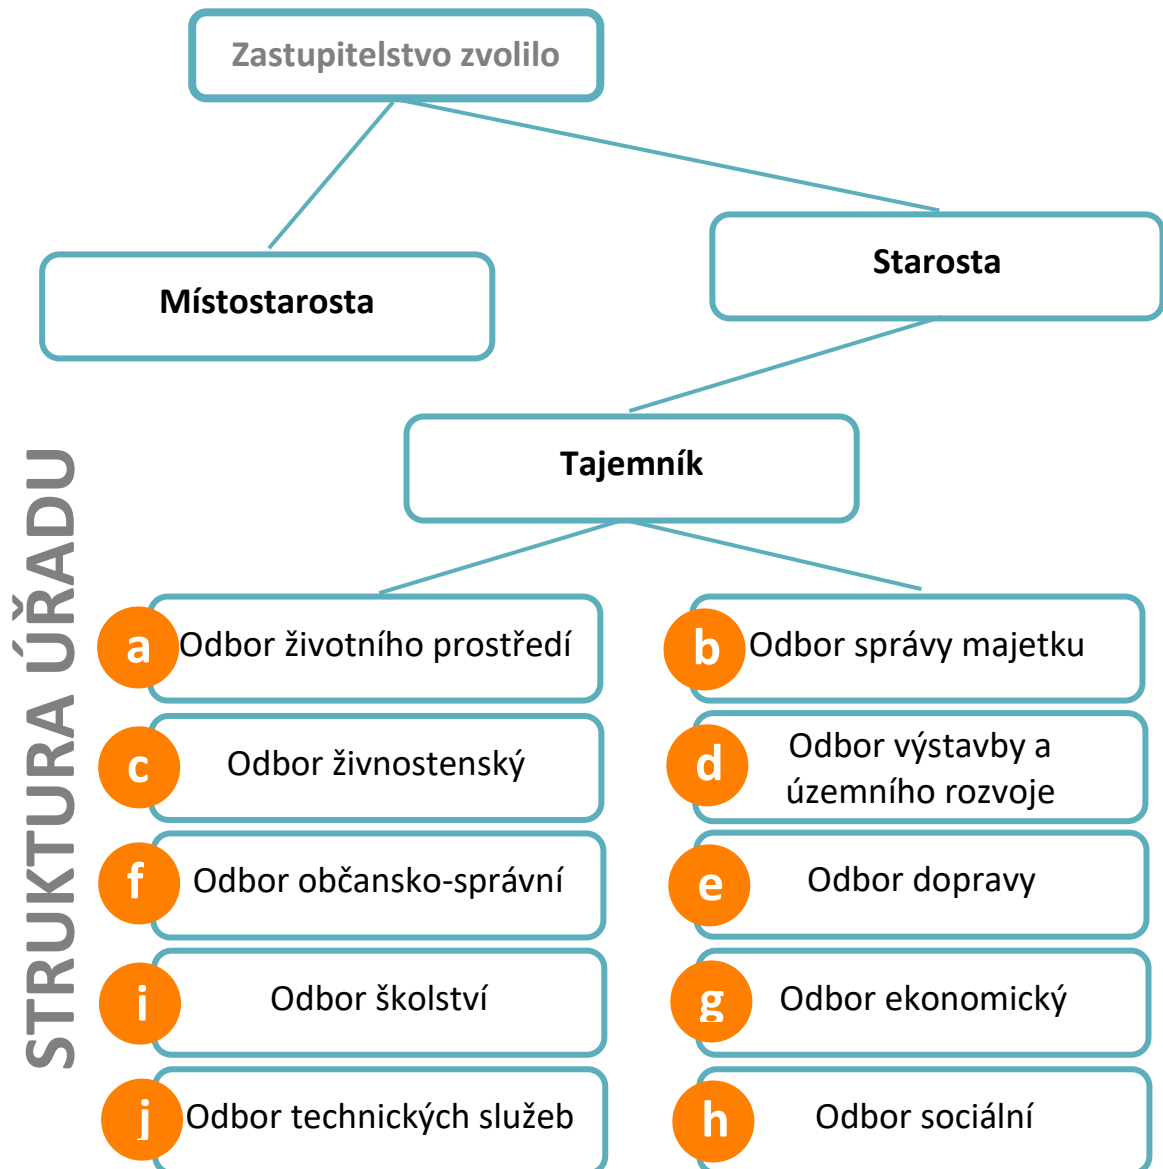 Zastupitelstvo zvolilo
Místostarosta
Starosta
Tajemník
STRUKTURA ÚŘADU
a Odbor životního prostředí
b Odbor správy majetku
c Odbor živnostenský
d Odbor výstavby a
územního rozvoje
f Odbor občansko-správní
e Odbor dopravy
i Odbor školství
g Odbor ekonomický
j Odbor technických služeb
h Odbor sociální